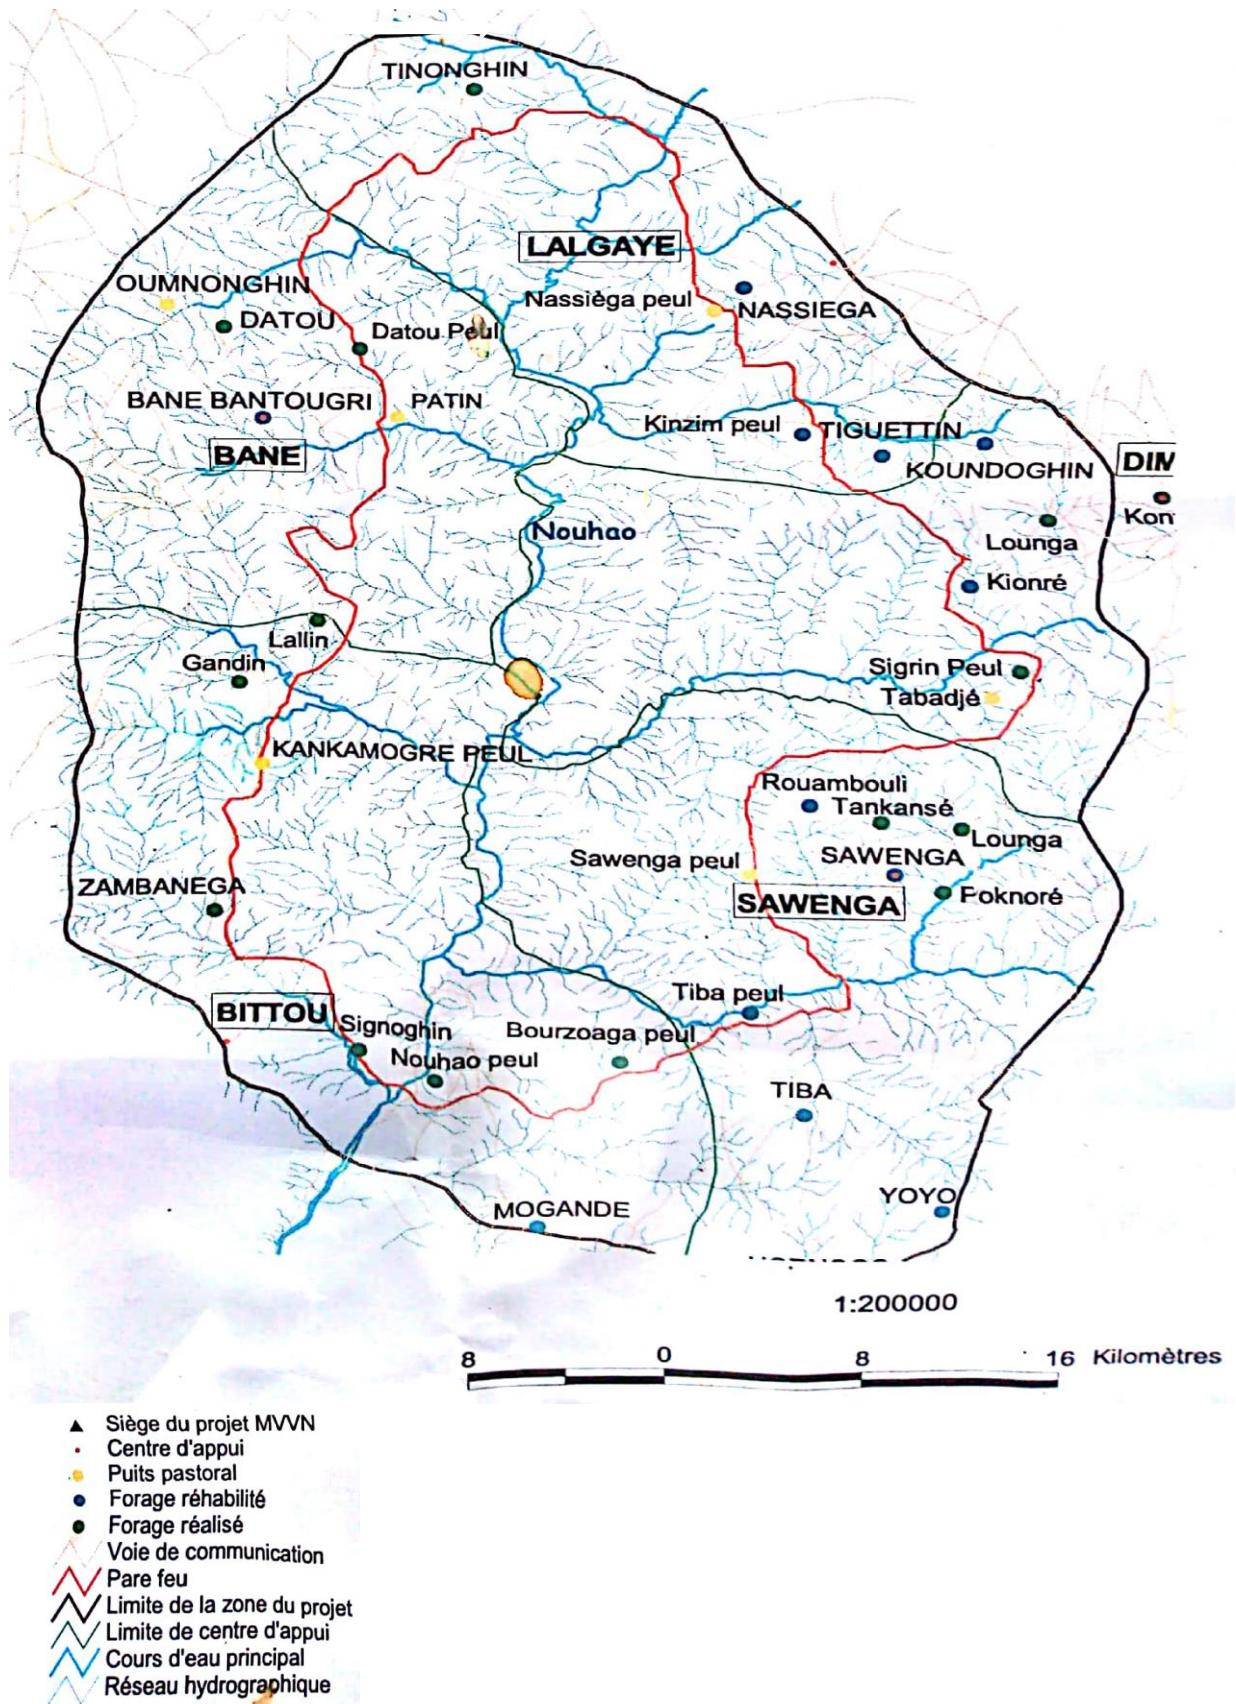 TINONGHIN
LALGAYE
OUMNONGHIN
Nassièga peul
NASSIEGA
DATOU
Datou Peul
BANE BANTOUGRI
PATIN
Kinzim peul
TIGUETTIN
BANE
KOUNDOGHIN
DIM
Kon
Nouhao
Lounga
Kionré
Lallin
Gandin
Sigrin Peul
Tabadjé
KANKAMOGRE PEUL
Rouambouli
Tankansé
Lounga
Sawenga peul
SAWENGA
ZAMBANEGA
SAWENGA
Foknoré
Tiba peul
BITTOU
Signoghin
Bourzoaga peul
Nouhao peul
TIBA
YOYO
MOGANDE
1:200000
8 0 8 16 Kilomètres
Siège du projet MVVN
Centre d'appui
Puits pastoral
Forage réhabilité
Forage réalisé
Voie de communication
Pare feu
Limite de la zone du projet
Limite de centre d'appui
Cours d'eau principal
Réseau hydrographique